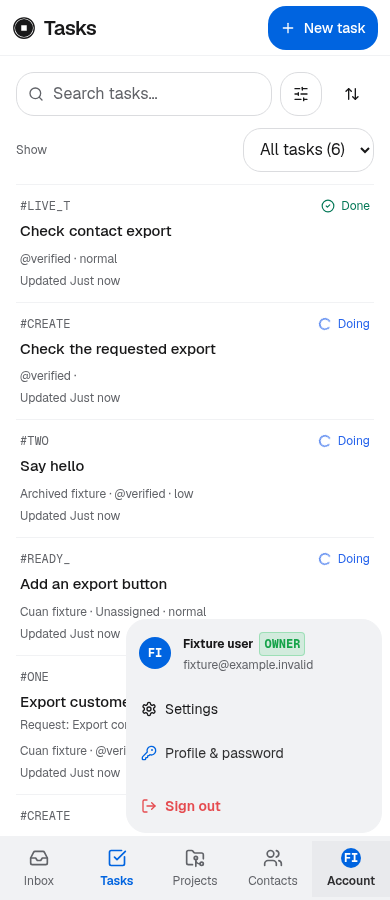 Tasks
New task
Search tasks...
Show
All tasks (6)
#LIVE_T
Done
Check contact export
@verified · normal
Updated Just now
#CREATE
Doing
Check the requested export
@verified ·
Updated Just now
#TWO
Doing
Say hello
Archived fixture · @verified · low
Updated Just now
#READY_
Doing
Add an export button
Cuan fixture · Unassigned · normal
Updated Just now
#ONE
Export custome
Request: Export con
Cuan fixture · @veri
Updated Just now
#CREATE
FI
Fixture user OWNER
fixture@example.invalid
Settings
Profile & password
Sign out
Inbox
Tasks
Projects
Contacts
FI
Account